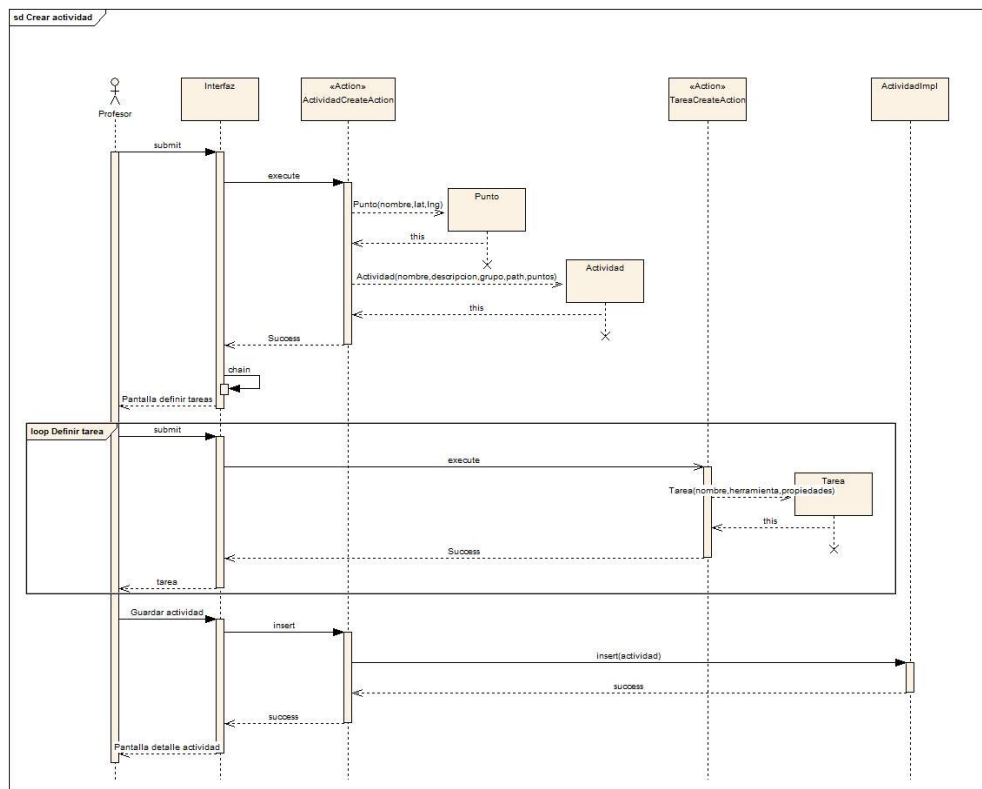 sd Crear actividad
Profesor
Interfaz
«Action»
ActividadCreateAction
«Action»
TareaCreateAction
ActividadImpl
submit
execute
Punto(nombre,lat,lng)
Punto
this
Actividad(nombre,descripcion,grupo,path,puntos)
Actividad
this
Success
chain
Pantalla definir tareas
loop Definir tarea
submit
execute
Tarea(nombre,herramienta,propiedades)
Tarea
this
Success
tarea
Guardar actividad
insert
insert(actividad)
success
success
Pantalla detalle actividad